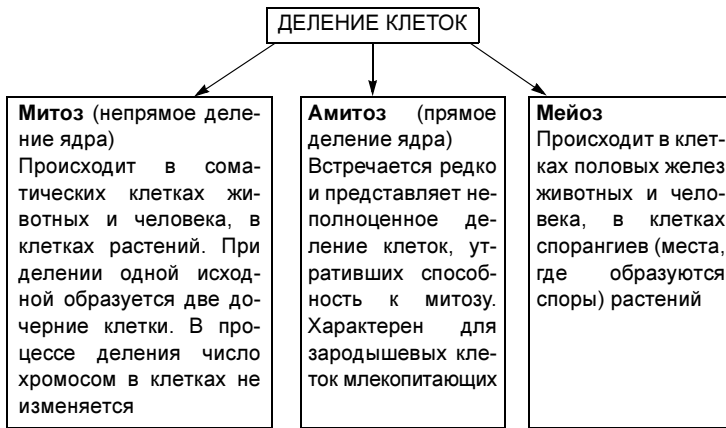 ДЕЛЕНИЕ КЛЕТОК
Митоз (непрямое деле-
ние ядра)
Происходит в сома-
тических клетках жи-
вотных и человека, в
клетках растений. При
делении одной исход-
ной образуется две до-
черние клетки. В про-
цессе деления число
хромосом в клетках не
изменяется
Амитоз (прямое
деление ядра)
Встречается редко
и представляет не-
полноценное де-
ление клеток, ут-
ративших способ-
ность к митозу.
Характерен для
зародышевых кле-
ток млекопитающих
Мейоз
Происходит в клет-
ках половых желез
животных и чело-
века, в клетках
спорангиев (места,
где образуются
споры) растений